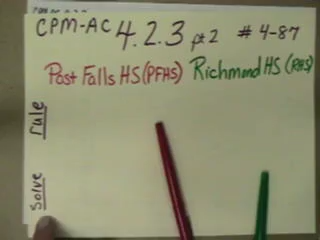 CPM-AC 4.2.3 pt 2 # 4-87
Post Falls HS (PFHS) Richmond HS (RHS)
rule
Solve